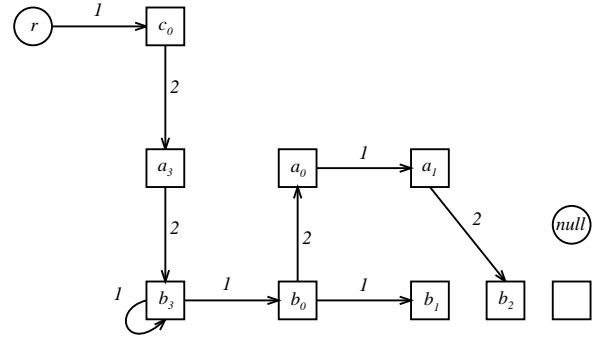 r 1 c₀
2
a₃ a₀ 1 a₁
2 2 2 null
1 b₃ 1 b₀ 1 b₁ b₂